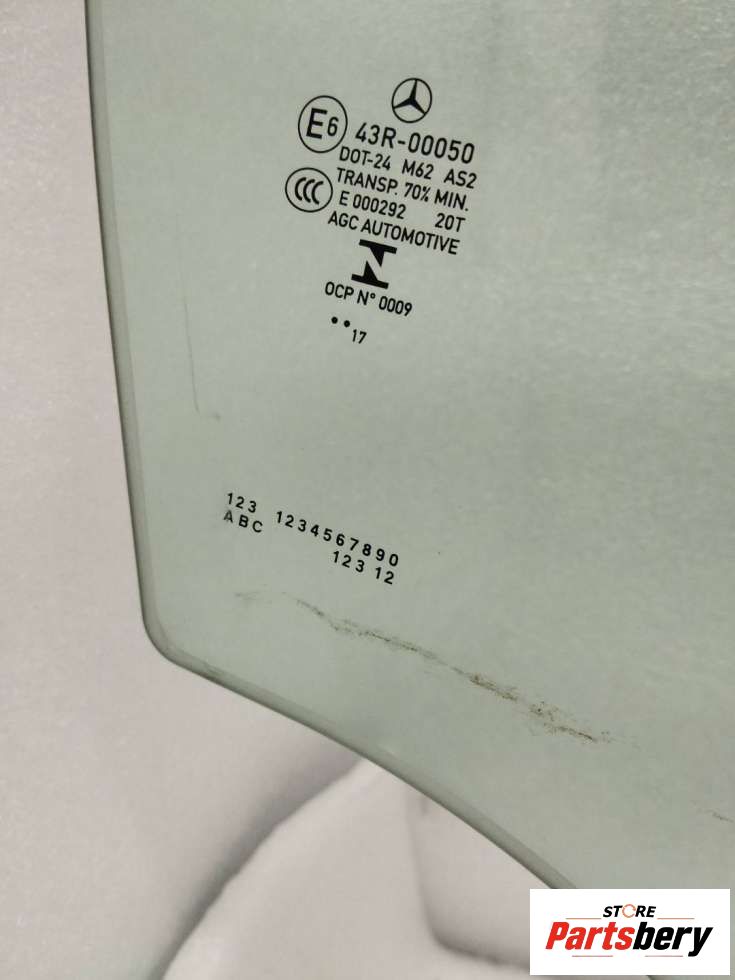 E6 43R-00050
DOT-24 M62 AS2
TRANSP. 70% MIN.
CCC E 000292 20T
AGC AUTOMOTIVE
N
OCP N° 0009
•• 17
123 1234567890
ABC 123 12
STORE
Partsbery